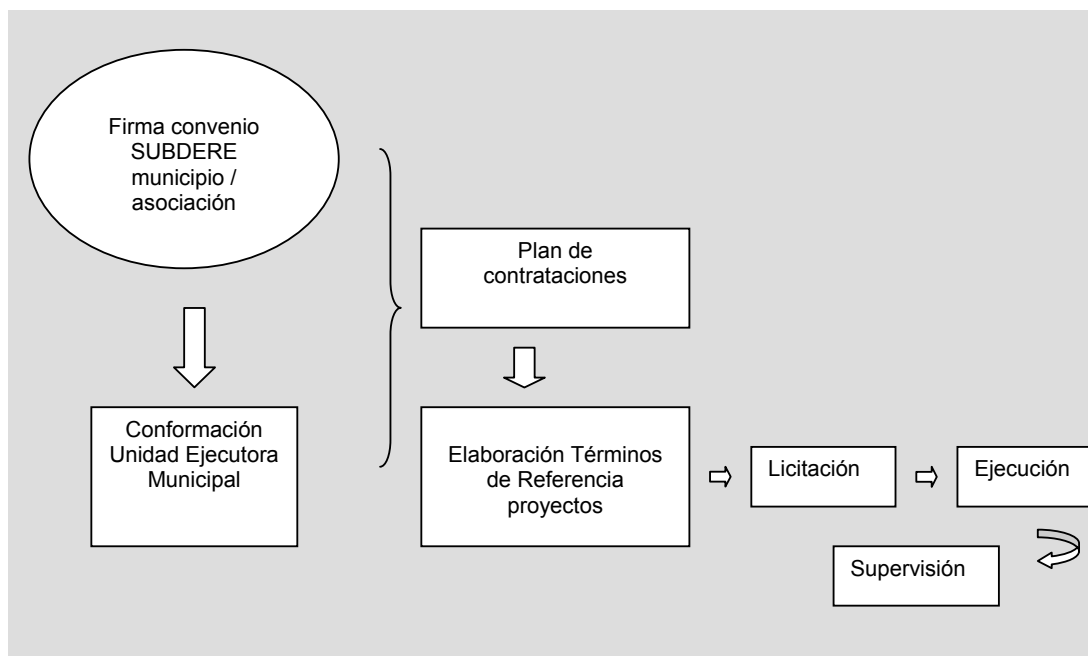 Firma convenio
SUBDERE
municipio /
asociación
Conformación
Unidad Ejecutora
Municipal
Plan de
contrataciones
Elaboración Términos
de Referencia
proyectos
Licitación
Ejecución
Supervisión